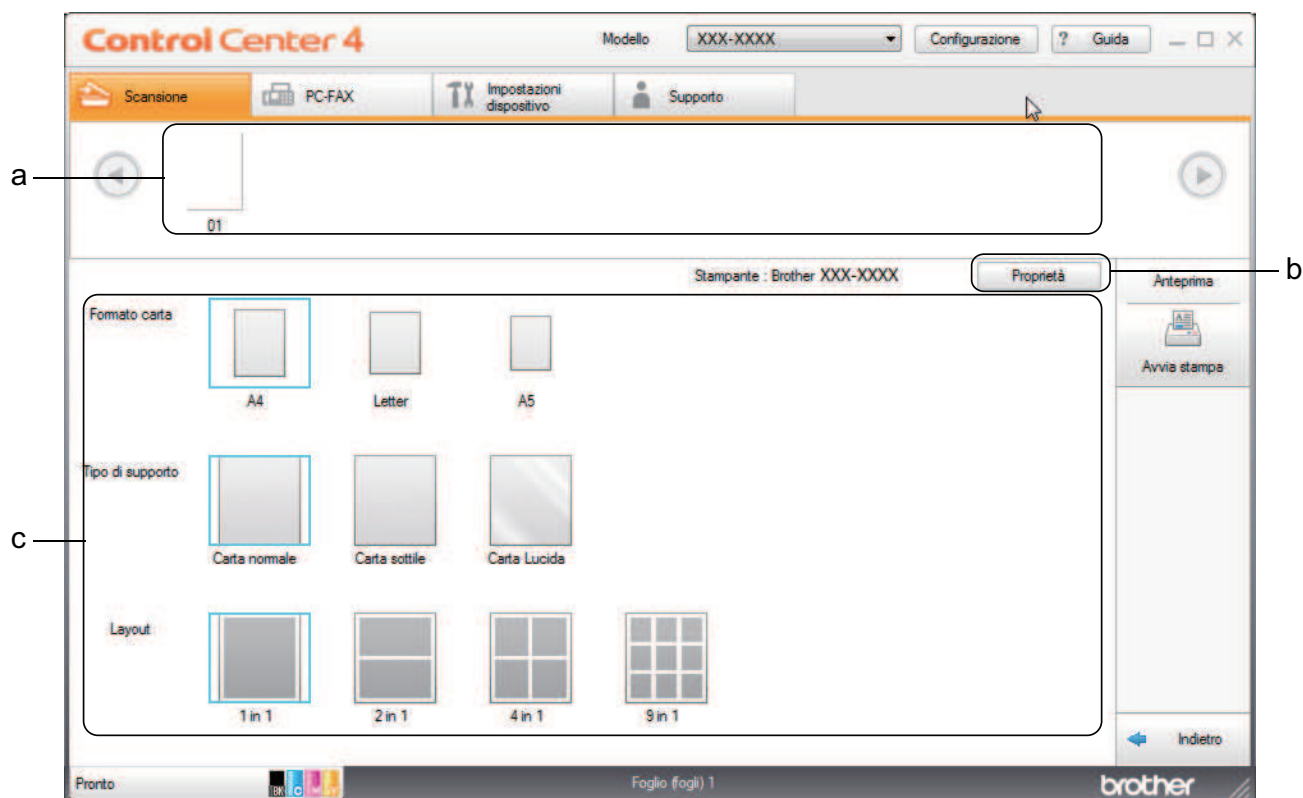 Control Center 4
Modello XXX-XXXX Configurazione ? Guida
Scansione PC-FAX Impostazioni dispositivo Supporto
a
01
Stampante : Brother XXX-XXXX Proprietà
b
Anteprima
Formato carta
Avvia stampa
A4 Letter A5
Tipo di supporto
c
Carta normale Carta sottile Carta Lucida
Layout
1 in 1 2 in 1 4 in 1 9 in 1
Indietro
Pronto BK C M Foglio (fogli) 1 brother